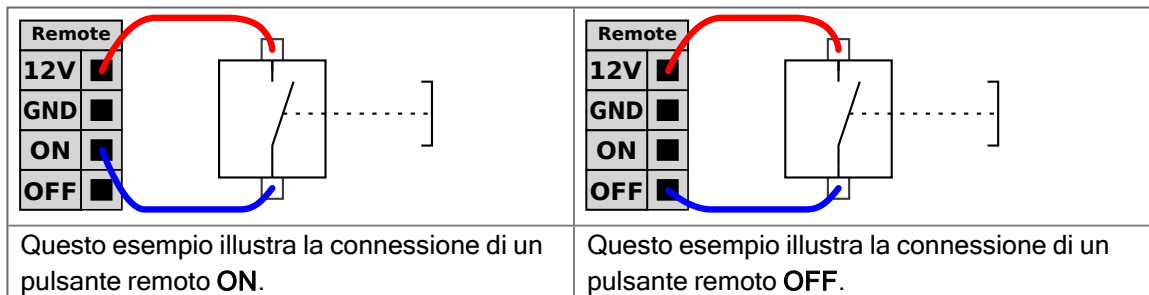 Remote
12V
GND
ON
OFF
Questo esempio illustra la connessione di un
pulsante remoto ON.
Remote
12V
GND
ON
OFF
Questo esempio illustra la connessione di un
pulsante remoto OFF.